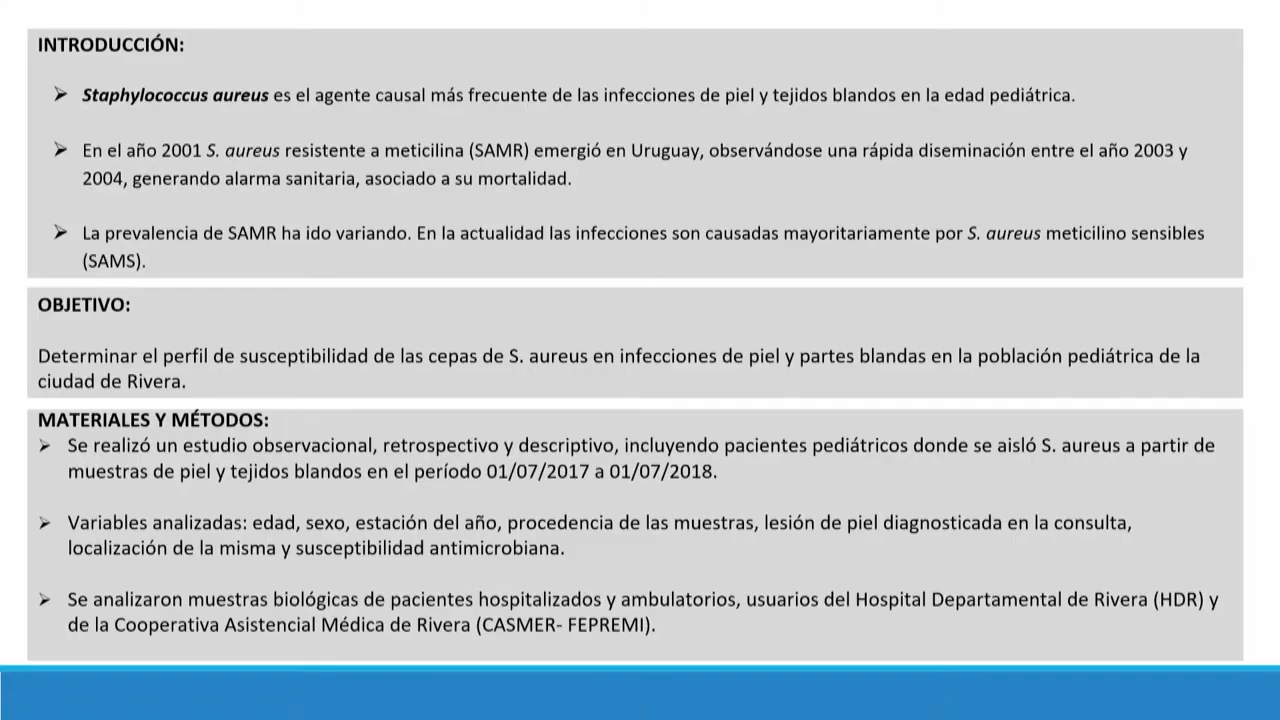 INTRODUCCIÓN:
➢ Staphylococcus aureus es el agente causal más frecuente de las infecciones de piel y tejidos blandos en la edad pediátrica.
➢ En el año 2001 S. aureus resistente a meticilina (SAMR) emergió en Uruguay, observándose una rápida diseminación entre el año 2003 y
2004, generando alarma sanitaria, asociado a su mortalidad.
➢ La prevalencia de SAMR ha ido variando. En la actualidad las infecciones son causadas mayoritariamente por S. aureus meticilino sensibles
(SAMS).
OBJETIVO:
Determinar el perfil de susceptibilidad de las cepas de S. aureus en infecciones de piel y partes blandas en la población pediátrica de la
ciudad de Rivera.
MATERIALES Y MÉTODOS:
➢ Se realizó un estudio observacional, retrospectivo y descriptivo, incluyendo pacientes pediátricos donde se aisló S. aureus a partir de
muestras de piel y tejidos blandos en el período 01/07/2017 a 01/07/2018.
➢ Variables analizadas: edad, sexo, estación del año, procedencia de las muestras, lesión de piel diagnosticada en la consulta,
localización de la misma y susceptibilidad antimicrobiana.
➢ Se analizaron muestras biológicas de pacientes hospitalizados y ambulatorios, usuarios del Hospital Departamental de Rivera (HDR) y
de la Cooperativa Asistencial Médica de Rivera (CASMER- FEPREMI).